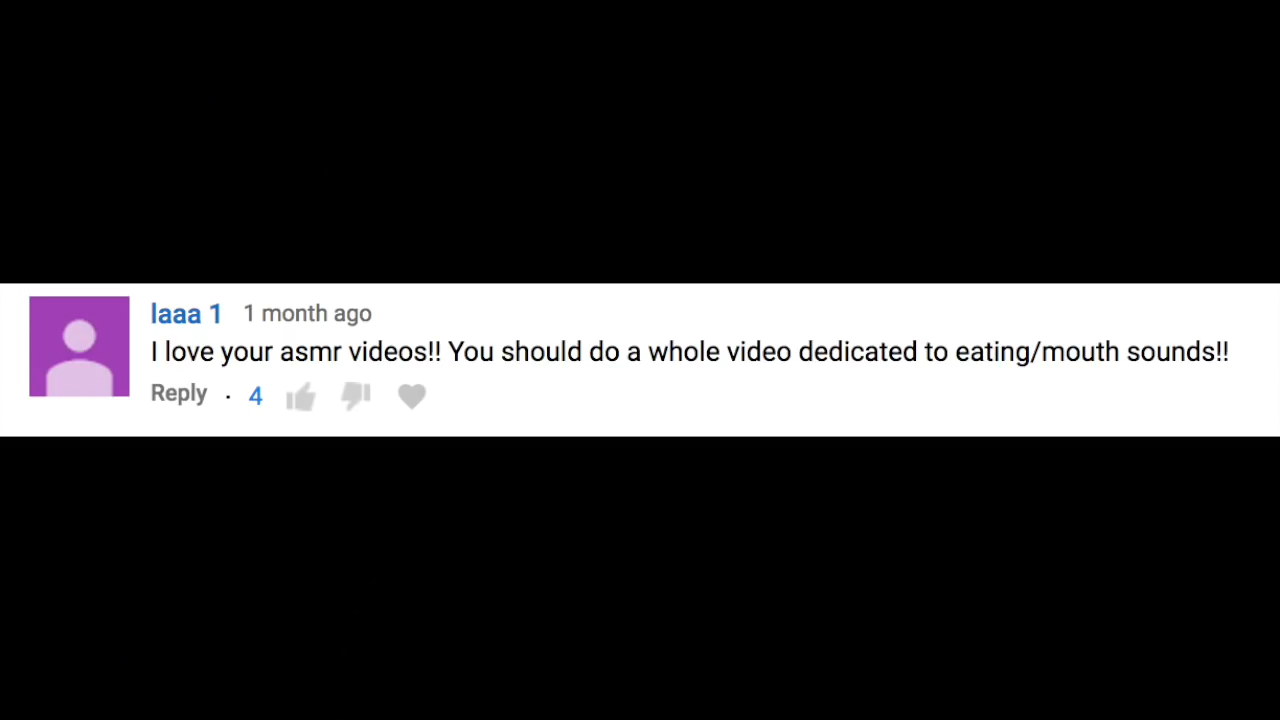 laaa 1 1 month ago
I love your asmr videos!! You should do a whole video dedicated to eating/mouth sounds!!
Reply · 4